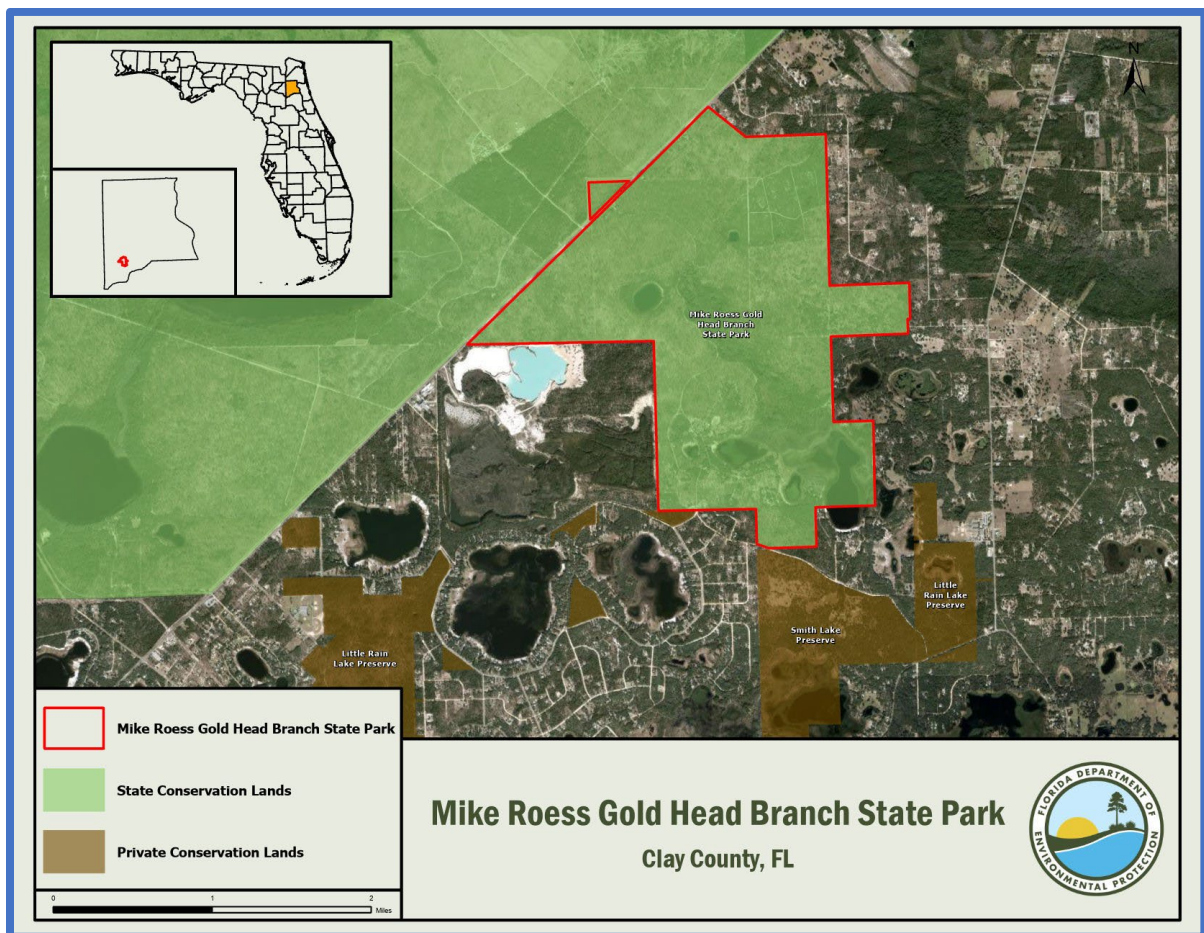 N
Mike Roess Gold
Head Branch
State Park
Little
Rain Lake
Preserve
Smith Lake
Preserve
Little Rain
Lake Preserve
Mike Roess Gold Head Branch State Park
State Conservation Lands
Private Conservation Lands
0 1 2
Miles
Mike Roess Gold Head Branch State Park
Clay County, FL
FLORIDA DEPARTMENT OF
ENVIRONMENTAL PROTECTION